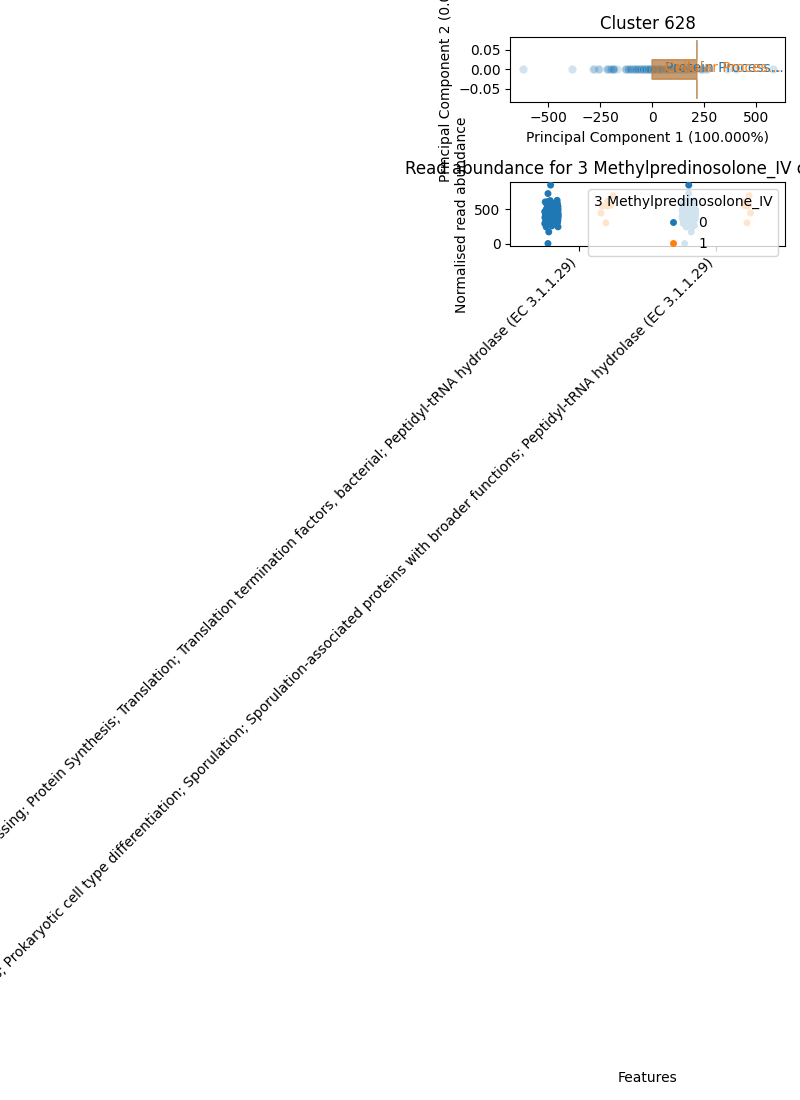 Cluster 628
Principal Component 2 (0.0
0.05
0.00
−0.05
Protein Process...
−500
−250
0
250
500
Principal Component 1 (100.000%)
Read abundance for 3 Methylpredinosolone_IV
Normalised read abundance
500
0
3 Methylpredinosolone_IV
0
1
ssing; Protein Synthesis; Translation; Translation termination factors, bacterial; Peptidyl-tRNA hydrolase (EC 3.1.1.29)
; Prokaryotic cell type differentiation; Sporulation; Sporulation-associated proteins with broader functions; Peptidyl-tRNA hydrolase (EC 3.1.1.29)
Features